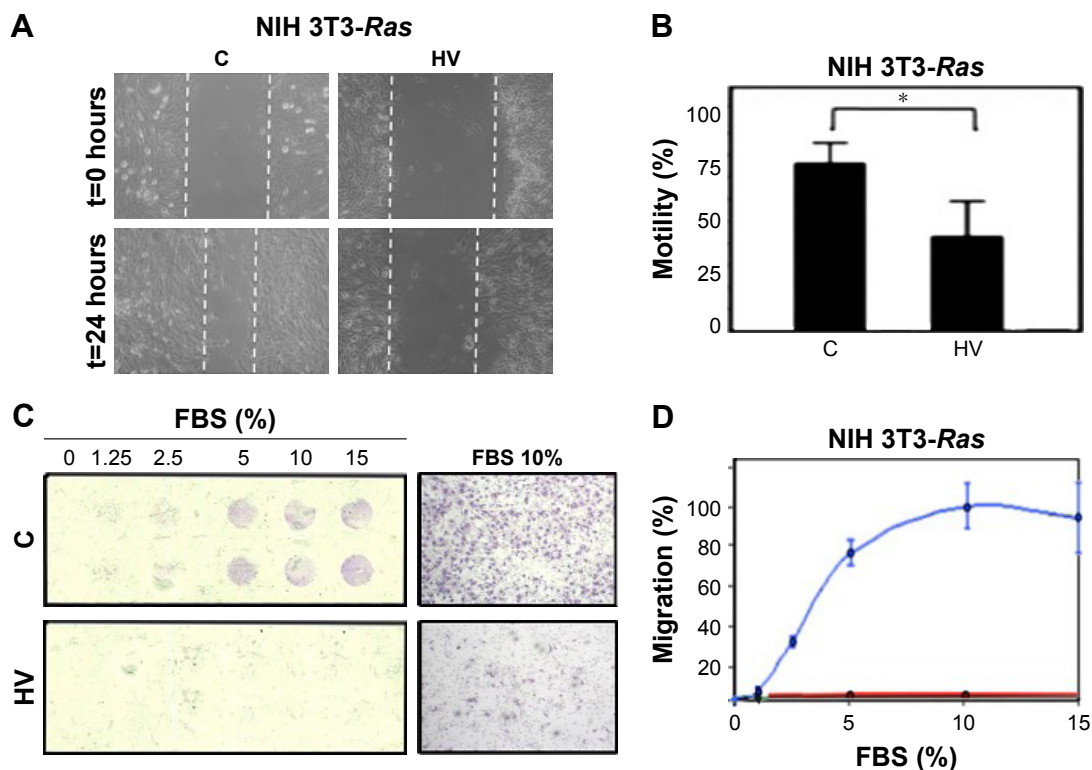 A
NIH 3T3-Ras
C HV
t=0 hours
t=24 hours
B
NIH 3T3-Ras
Motility (%)
100
75
50
25
0
*
C HV
C
FBS (%)
0 1.25 2.5 5 10 15
FBS 10%
C
HV
D
NIH 3T3-Ras
Migration (%)
100
80
60
40
20
0 5 10 15
FBS (%)